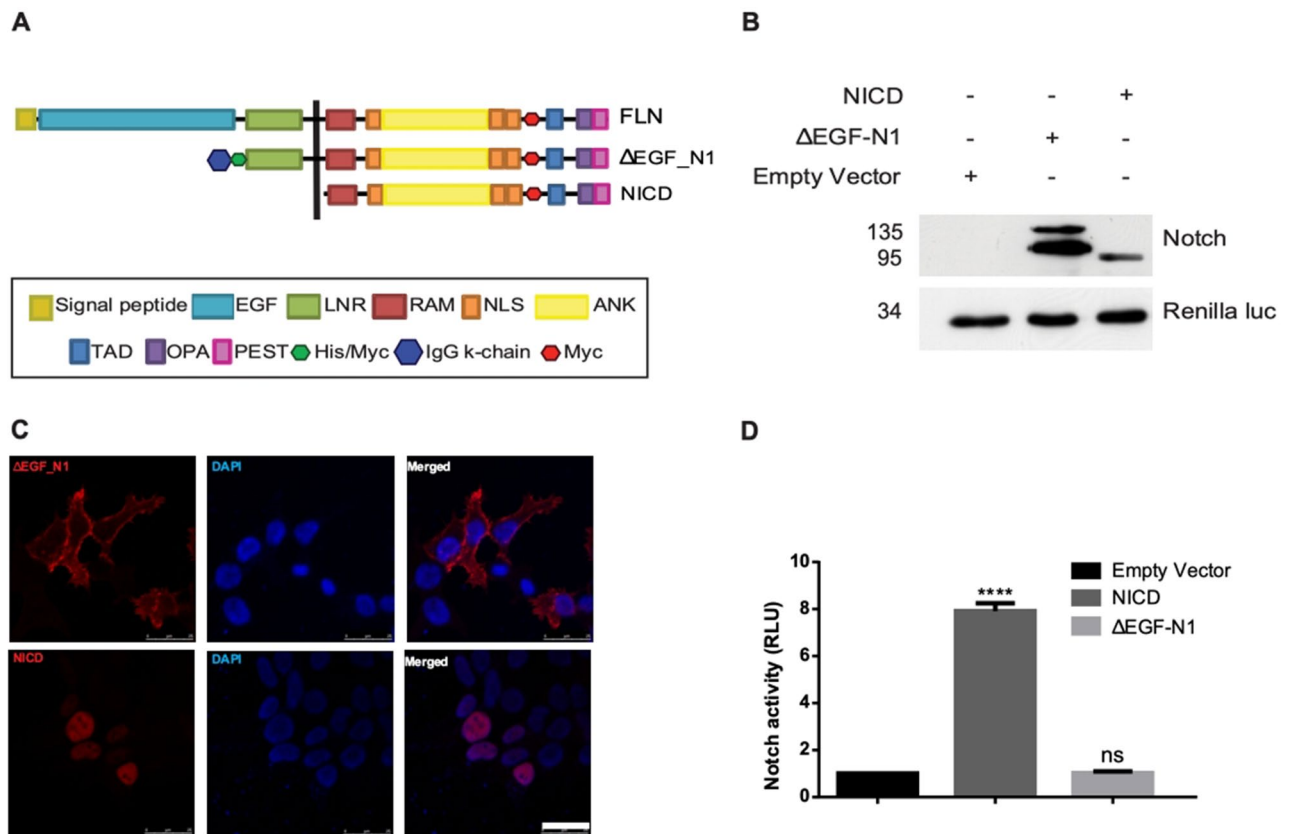 A
FLN
ΔEGF_N1
NICD
Signal peptide EGF LNR RAM NLS ANK
TAD OPA PEST His/Myc IgG k-chain Myc
B
NICD - - +
ΔEGF-N1 - + -
Empty Vector + - -
135
95
Notch
34
Renilla luc
C
ΔEGF_N1 DAPI Merged
NICD DAPI Merged
D
Notch activity (RLU)
10
8
6
4
2
0
****
ns
Empty Vector
NICD
ΔEGF-N1